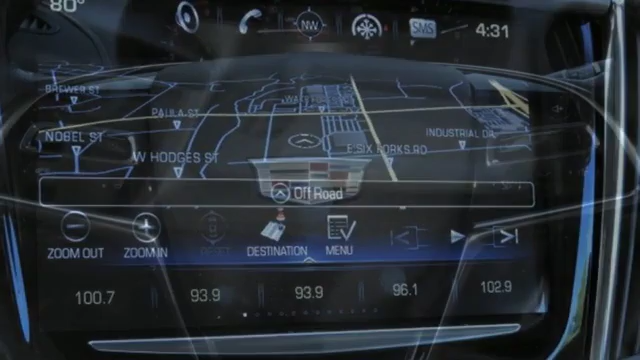 80°
NW
SMS
4:31
BREWER ST
PAULA ST
NOBEL ST
INDUSTRIAL DR
W HODGES ST
E SIX FORKS RD
Off Road
ZOOM OUT
ZOOM IN
RESET
DESTINATION
MENU
100.7
93.9
93.9
96.1
102.9